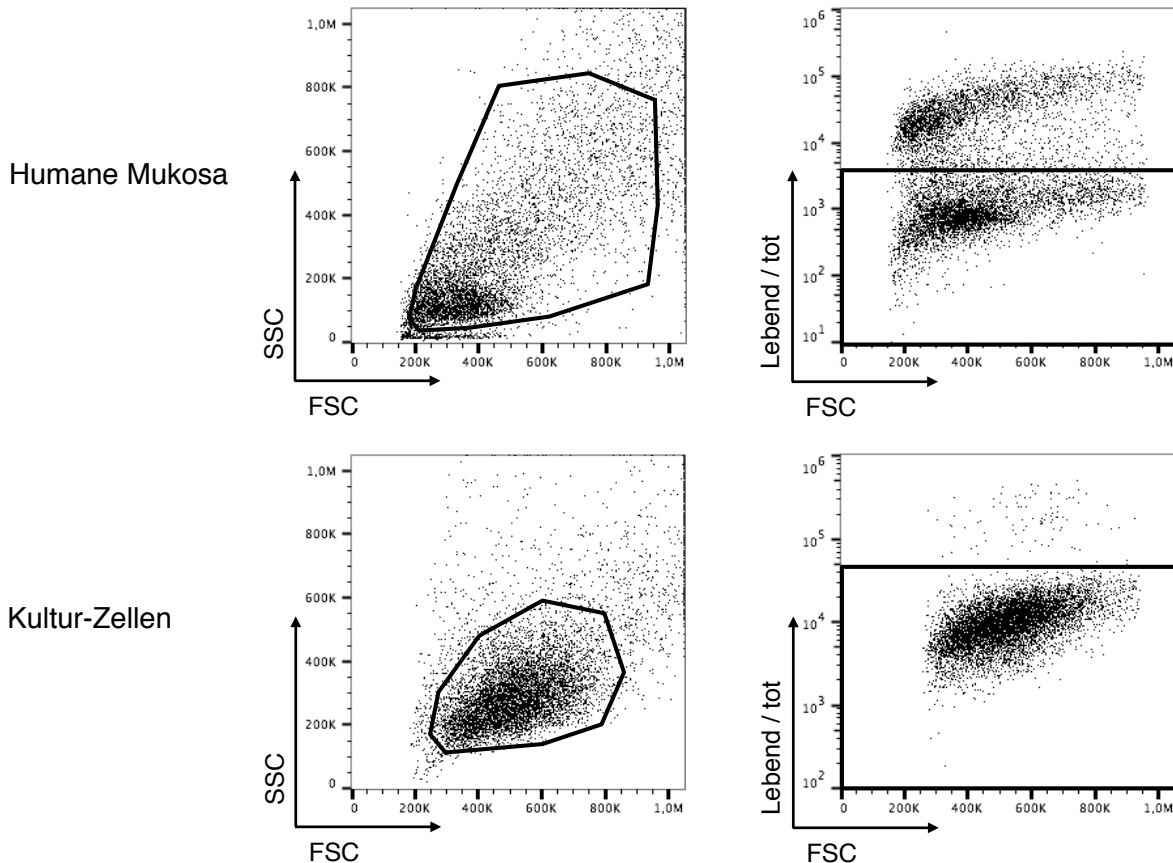 Humane Mukosa
SSC
1,0M
800K
600K
400K
200K
0
0 200K 400K 600K 800K 1,0M
FSC
Lebend / tot
10^6
10^5
10^4
10^3
10^2
10^1
0 200K 400K 600K 800K 1,0M
FSC
Kultur-Zellen
SSC
1,0M
800K
600K
400K
200K
0
0 200K 400K 600K 800K 1,0M
FSC
Lebend / tot
10^6
10^5
10^4
10^3
10^2
0 200K 400K 600K 800K 1,0M
FSC